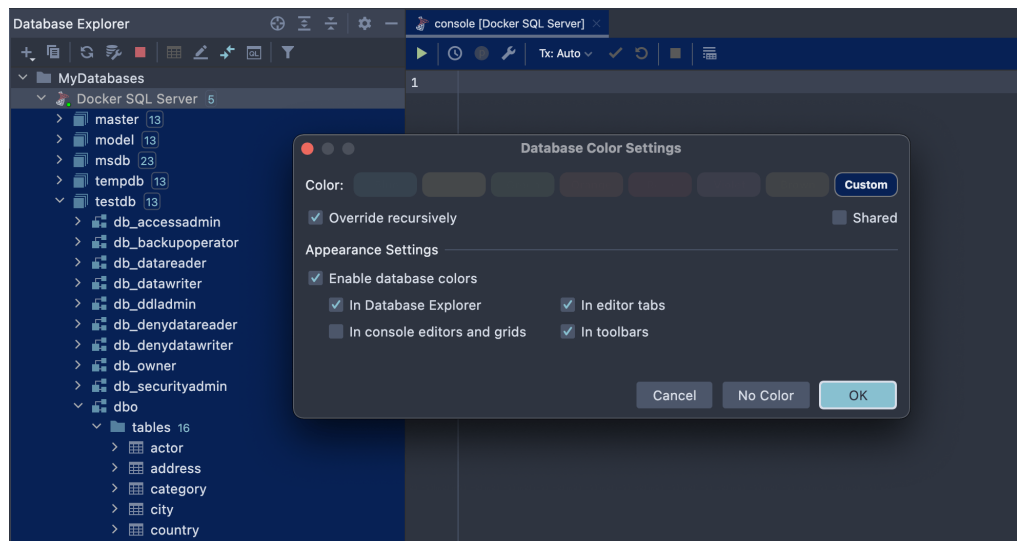 Database Explorer
console [Docker SQL Server]
QL
Tx: Auto
MyDatabases
Docker SQL Server 5
master 13
model 13
msdb 23
tempdb 13
testdb 13
db_accessadmin
db_backupoperator
db_datareader
db_datawriter
db_ddladmin
db_denydatareader
db_denydatawriter
db_owner
db_securityadmin
dbo
tables 16
actor
address
category
city
country
1
Database Color Settings
Color:
Custom
Override recursively
Shared
Appearance Settings
Enable database colors
In Database Explorer
In editor tabs
In console editors and grids
In toolbars
Cancel
No Color
OK